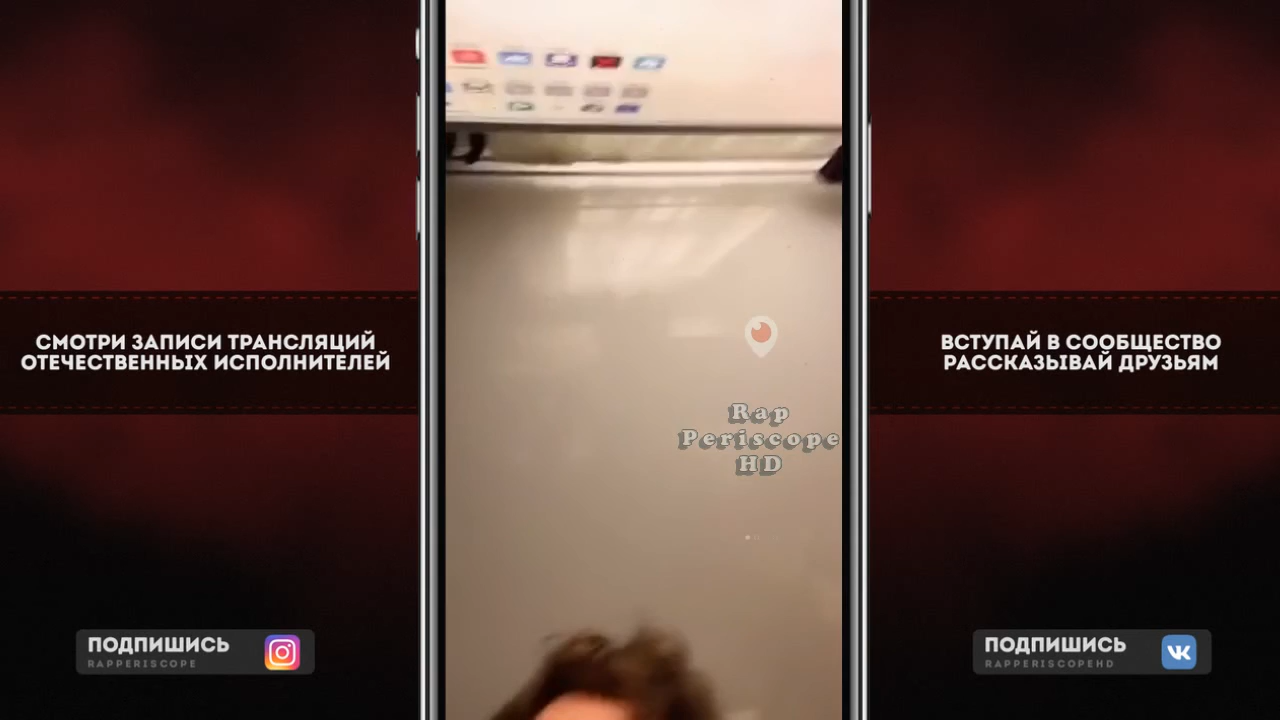 СМОТРИ ЗАПИСИ ТРАНСЛЯЦИЙ
ОТЕЧЕСТВЕННЫХ ИСПОЛНИТЕЛЕЙ
ВСТУПАЙ В СООБЩЕСТВО
РАССКАЗЫВАЙ ДРУЗЬЯМ
Rap
Periscope
HD
ПОДПИШИСЬ
RAPPERISCOPE
ПОДПИШИСЬ
RAPPERISCOPEHD